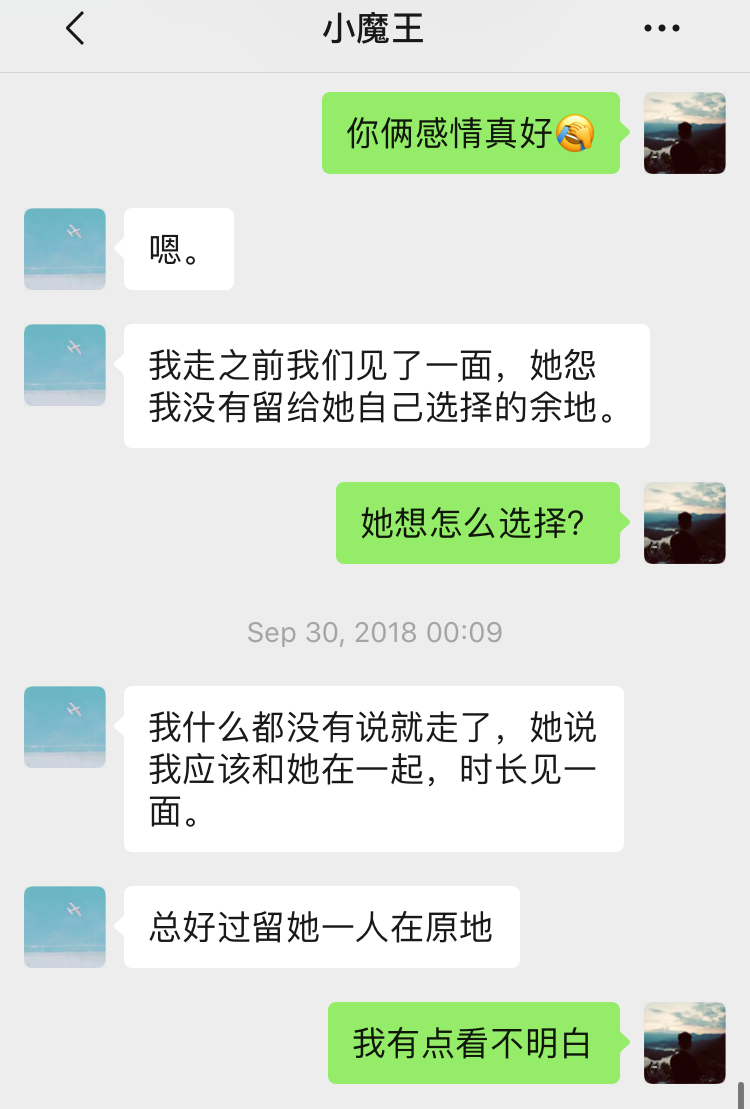 小魔王
你俩感情真好🤣
嗯。
我走之前我们见了一面，她怨
我没有留给她自己选择的余地。
她想怎么选择?
Sep 30, 2018 00:09
我什么都没有说就走了，她说
我应该和她在一起，时长见一
面。
总好过留她一人在原地
我有点看不明白